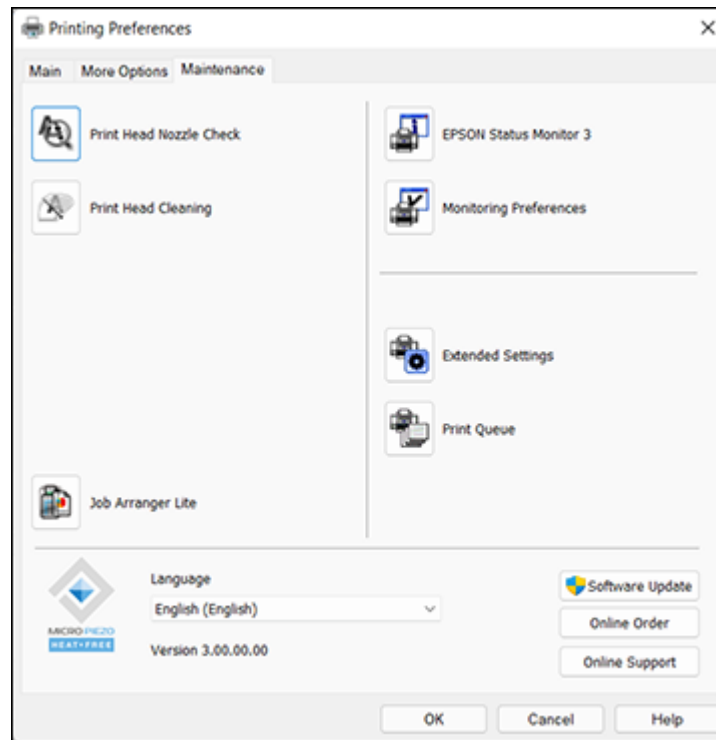 Printing Preferences
Main More Options Maintenance
Print Head Nozzle Check
Print Head Cleaning
Job Arranger Lite
EPSON Status Monitor 3
Monitoring Preferences
Extended Settings
Print Queue
MICRO PIEZO
HEAT-FREE
Language
English (English)
Version 3.00.00.00
Software Update
Online Order
Online Support
OK Cancel Help